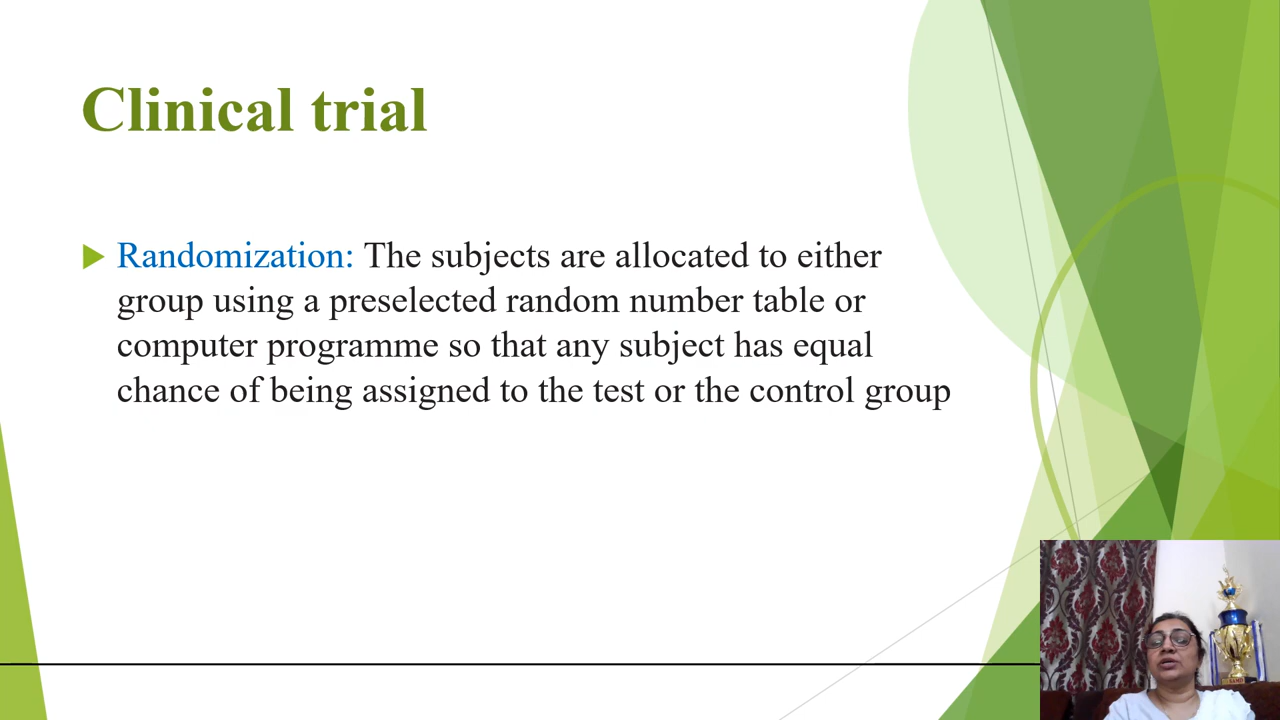 Clinical trial
Randomization: The subjects are allocated to either
group using a preselected random number table or
computer programme so that any subject has equal
chance of being assigned to the test or the control group